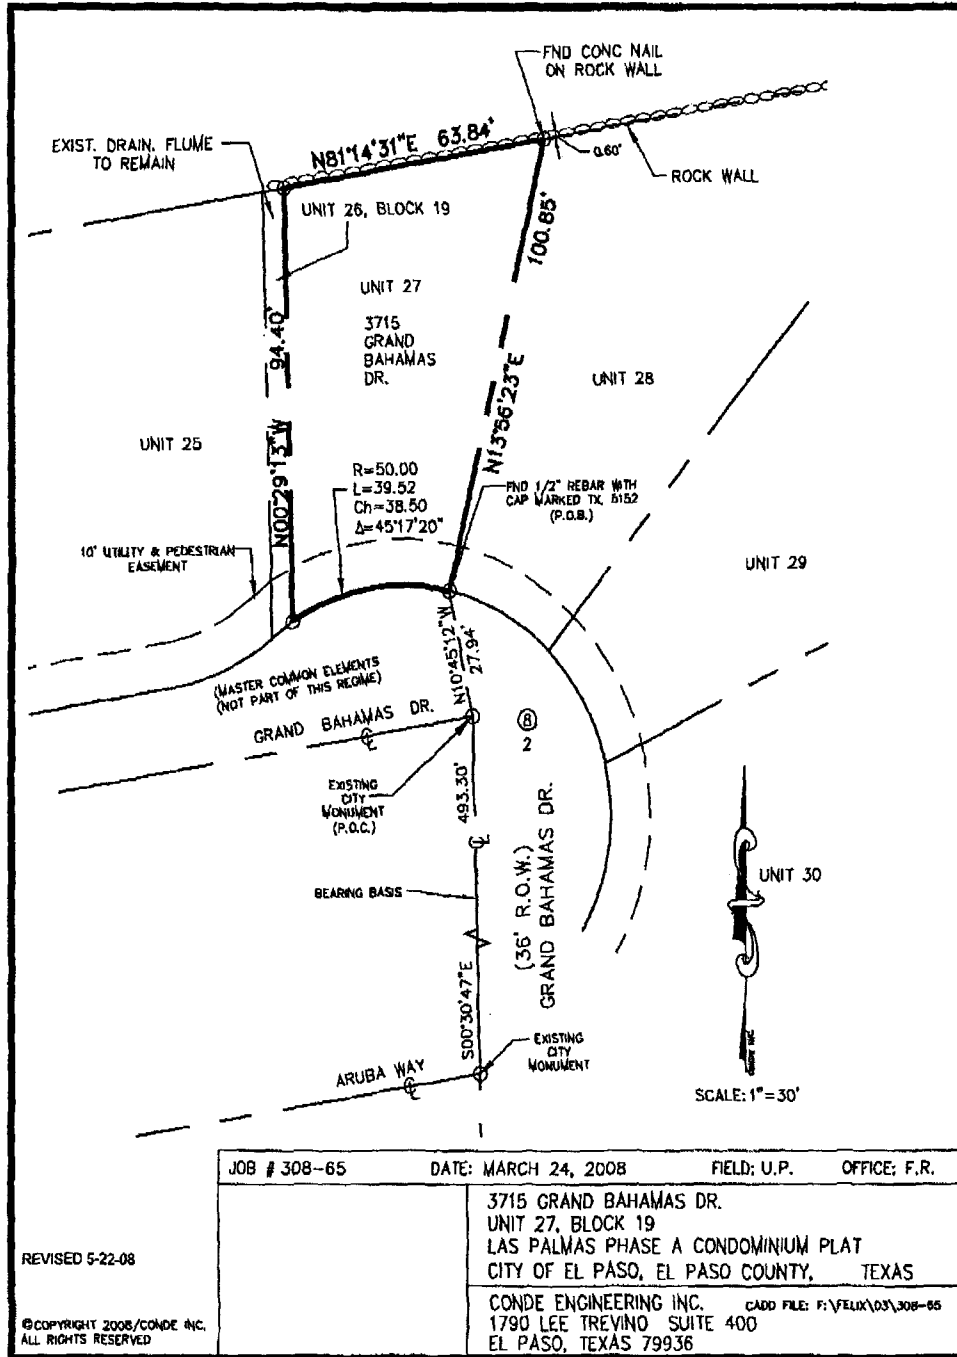 FND CONC NAIL
ON ROCK WALL
EXIST. DRAIN. FLUME
TO REMAIN
N81°14'31"E 63.84'
0.60'
ROCK WALL
UNIT 26, BLOCK 19
100.85'
UNIT 27
3715
GRAND
BAHAMAS
DR.
94.40'
N13°56'23"E
UNIT 28
UNIT 25
N00°29'13"W
R=50.00
L=39.52
Ch=38.50
Δ=45°17'20"
FND 1/2" REBAR WITH
CAP MARKED TX. 5152
(P.O.B.)
10' UTILITY & PEDESTRIAN
EASEMENT
UNIT 29
N10°45'12"W
27.94'
(MASTER COMMON ELEMENTS
(NOT PART OF THIS REGIME)
GRAND BAHAMAS DR.
8
2
EXISTING
CITY
MONUMENT
(P.O.C.)
493.30'
(36' R.O.W.)
GRAND BAHAMAS DR.
UNIT 30
BEARING BASIS
S00°30'47"E
EXISTING
CITY
MONUMENT
ARUBA WAY
CONDE INC
SCALE: 1"=30'
JOB # 308-65 DATE: MARCH 24, 2008 FIELD: U.P. OFFICE: F.R.
3715 GRAND BAHAMAS DR.
UNIT 27, BLOCK 19
LAS PALMAS PHASE A CONDOMINIUM PLAT
CITY OF EL PASO, EL PASO COUNTY, TEXAS
REVISED 5-22-08
CONDE ENGINEERING INC. CADD FILE: F:\FELIX\03\308-65
1790 LEE TREVINO SUITE 400
EL PASO, TEXAS 79936
©COPYRIGHT 2008/CONDE INC.
ALL RIGHTS RESERVED